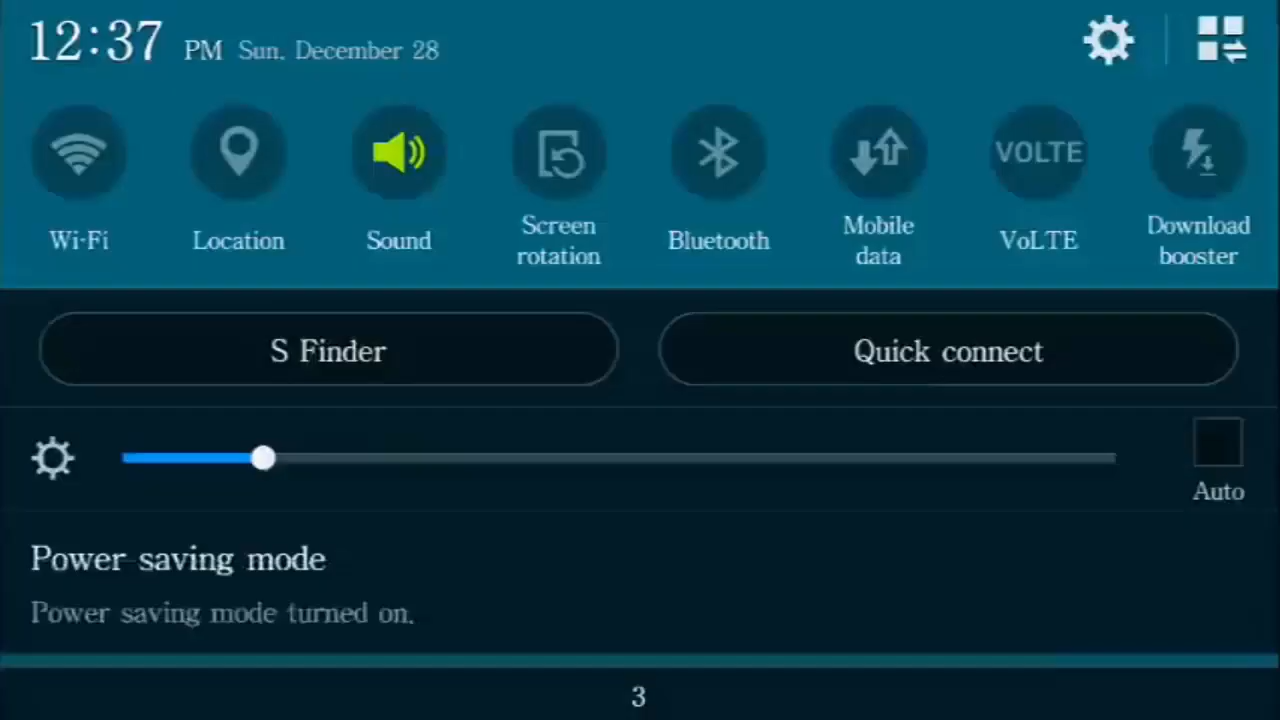 12:37 PM Sun, December 28
VOLTE
Wi-Fi
Location
Sound
Screen
rotation
Bluetooth
Mobile
data
VoLTE
Download
booster
S Finder
Quick connect
Auto
Power saving mode
Power saving mode turned on.
3